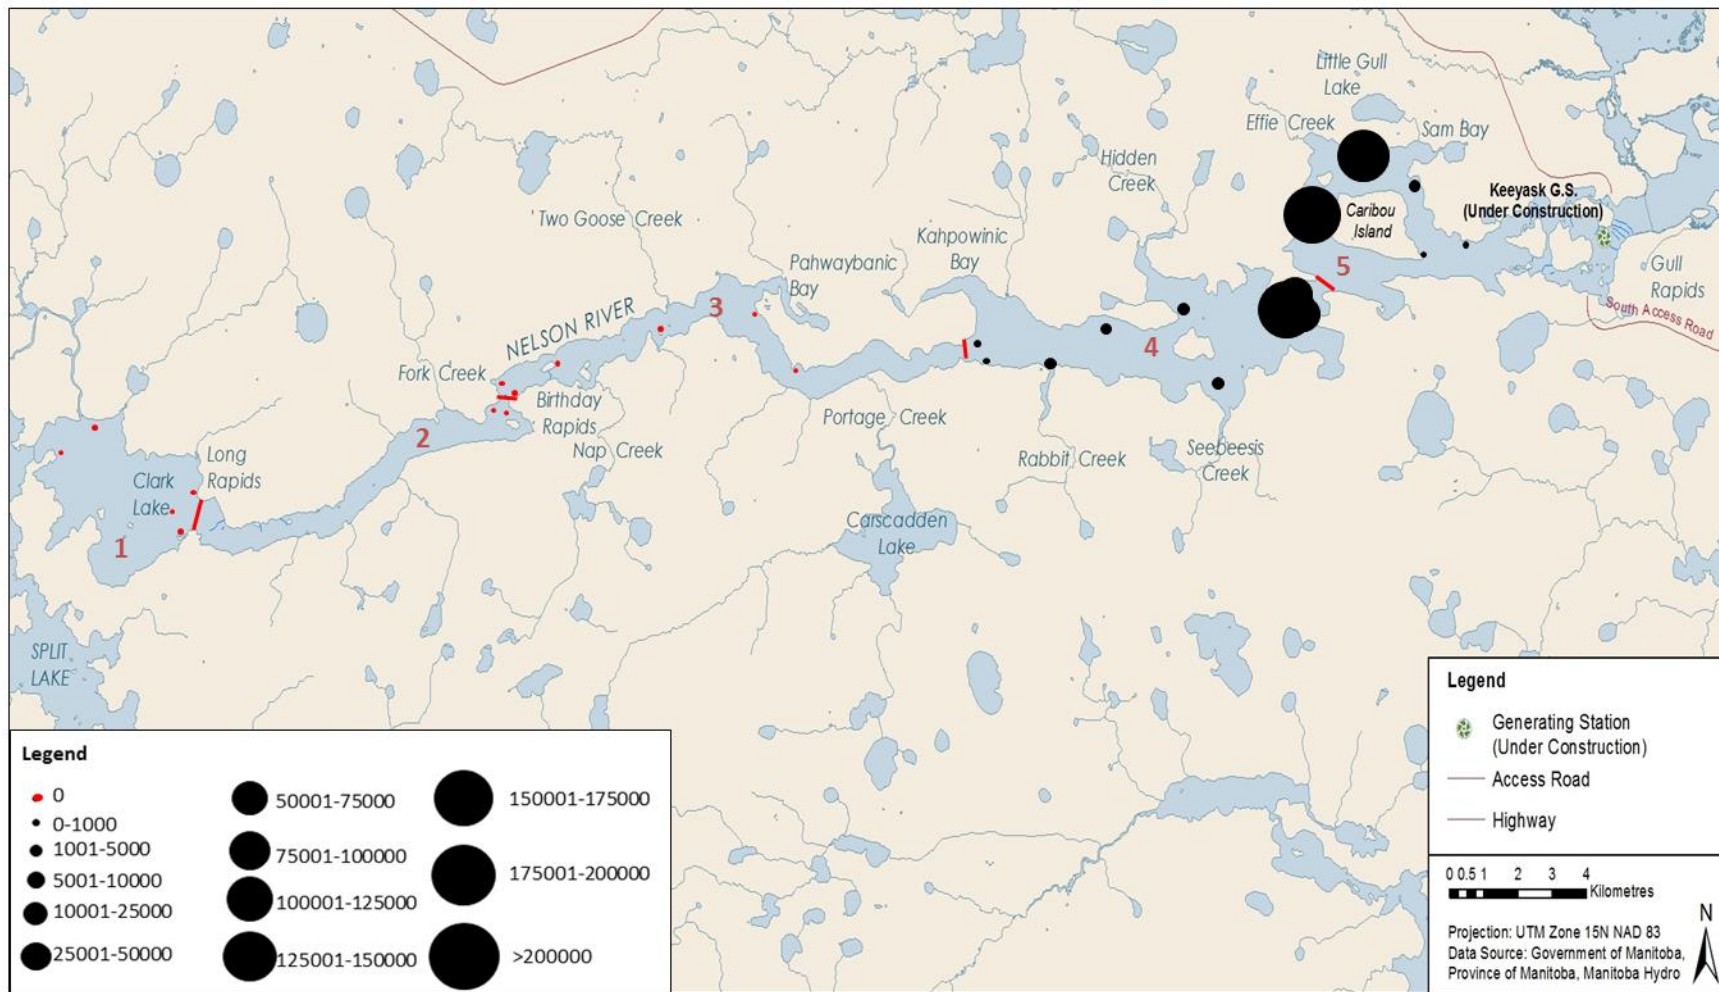 Little Gull
Lake
Effie Creek
Sam Bay
Hidden
Creek
Keeyask G.S.
(Under Construction)
Two Goose Creek
Caribou
Island
Kahpowinic
Bay
Pahwaybanic
Bay
5
Gull
Rapids
South Access Road
3
NELSON RIVER
4
Fork Creek
Birthday
Rapids
Portage Creek
2
Nap Creek
Rabbit Creek
Seebeesis
Creek
Long
Rapids
Clark
Lake
1
Carscadden
Lake
SPLIT
LAKE
Legend
0
0-1000
1001-5000
5001-10000
10001-25000
25001-50000
50001-75000
75001-100000
100001-125000
125001-150000
150001-175000
175001-200000
>200000
Legend
Generating Station
(Under Construction)
Access Road
Highway
0 0.5 1 2 3 4
Kilometres
N
Projection: UTM Zone 15N NAD 83
Data Source: Government of Manitoba,
Province of Manitoba, Manitoba Hydro